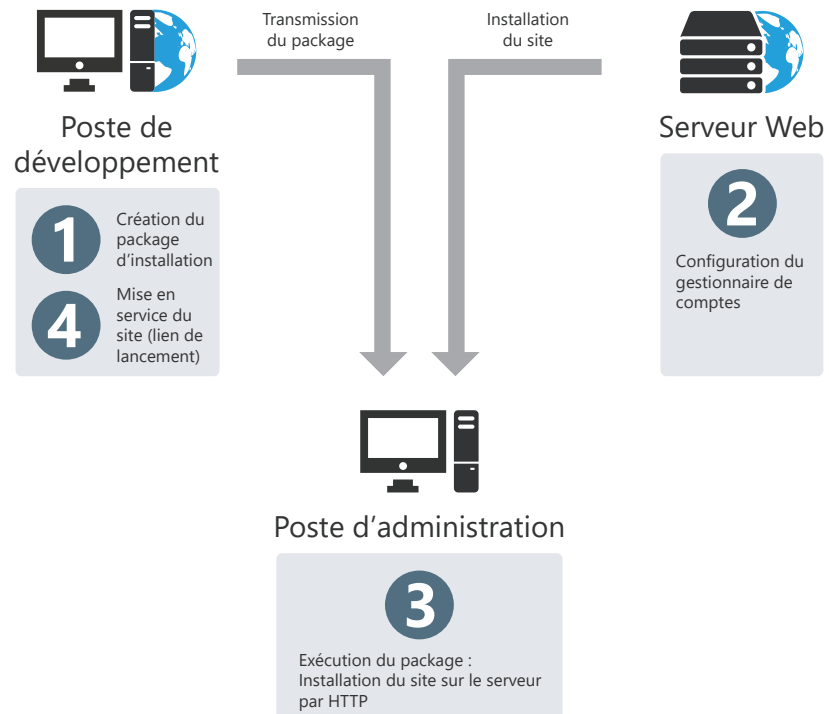 Transmission
du package
Installation
du site
Poste de
développement
Serveur Web
1
Création du
package
d'installation
4
Mise en
service du
site (lien de
lancement)
2
Configuration du
gestionnaire de
comptes
Poste d'administration
3
Exécution du package :
Installation du site sur le serveur
par HTTP